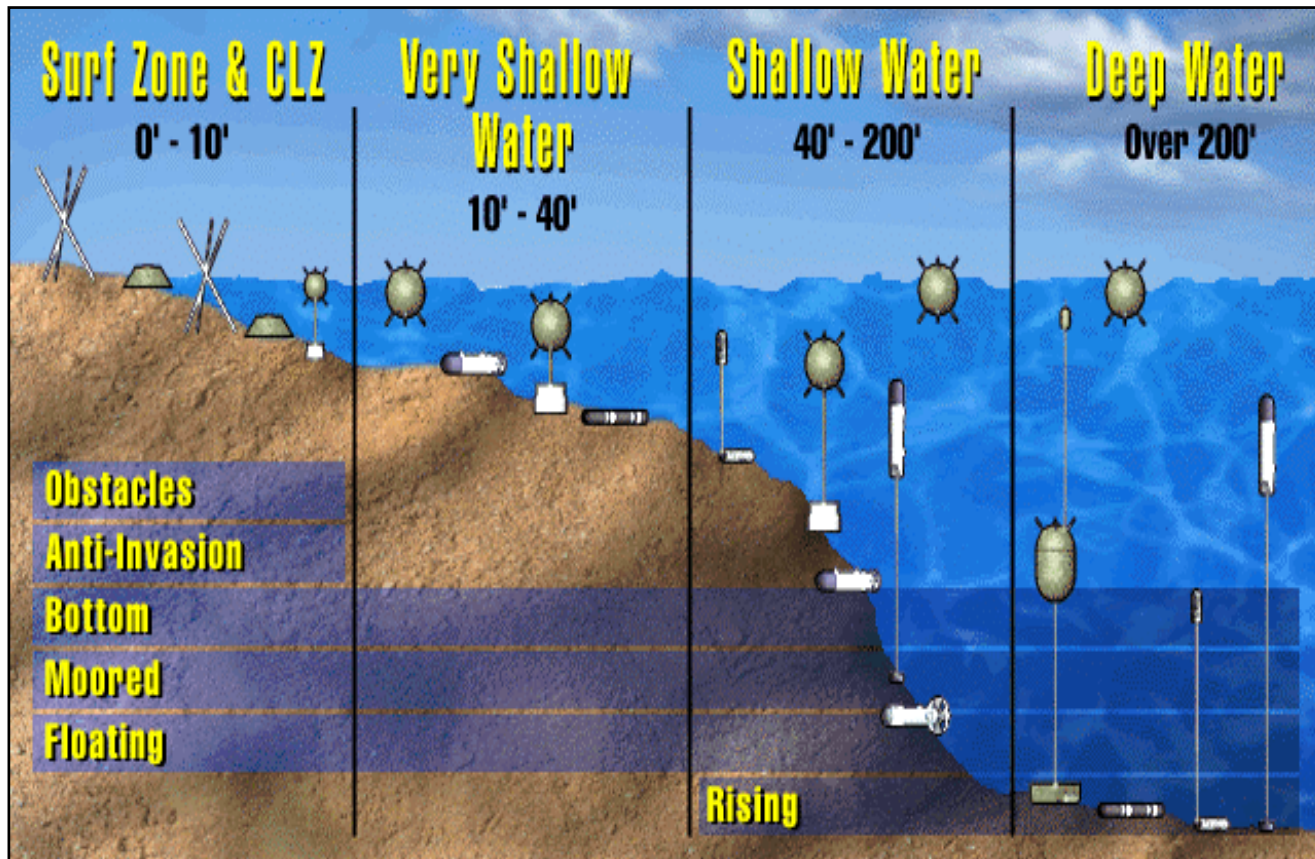 Surf Zone & CLZ
0' - 10'
Very Shallow
Water
10' - 40'
Shallow Water
40' - 200'
Deep Water
Over 200'
Obstacles
Anti-Invasion
Bottom
Moored
Floating
Rising